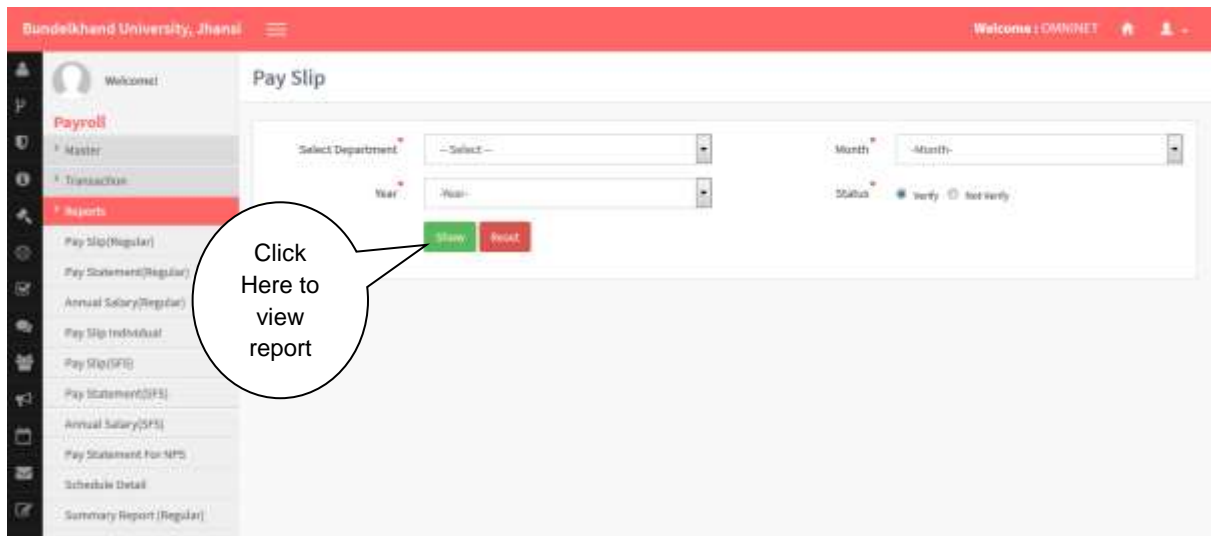 Bundelkhand University, Jhansi
Welcome : OMNINET
Welcome!
Payroll
Master
Transaction
Reports
Pay Slip(Regular)
Pay Statement(Regular)
Annual Salary(Regular)
Pay Slip Individual
Pay Slip(SFS)
Pay Statement(SFS)
Annual Salary(SFS)
Pay Statement For NPS
Schedule Detail
Summary Report (Regular)
Pay Slip
Select Department* -- Select --
Month* -Month-
Year* -Year-
Status* Verify Not Verify
Show Reset
Click
Here to
view
report